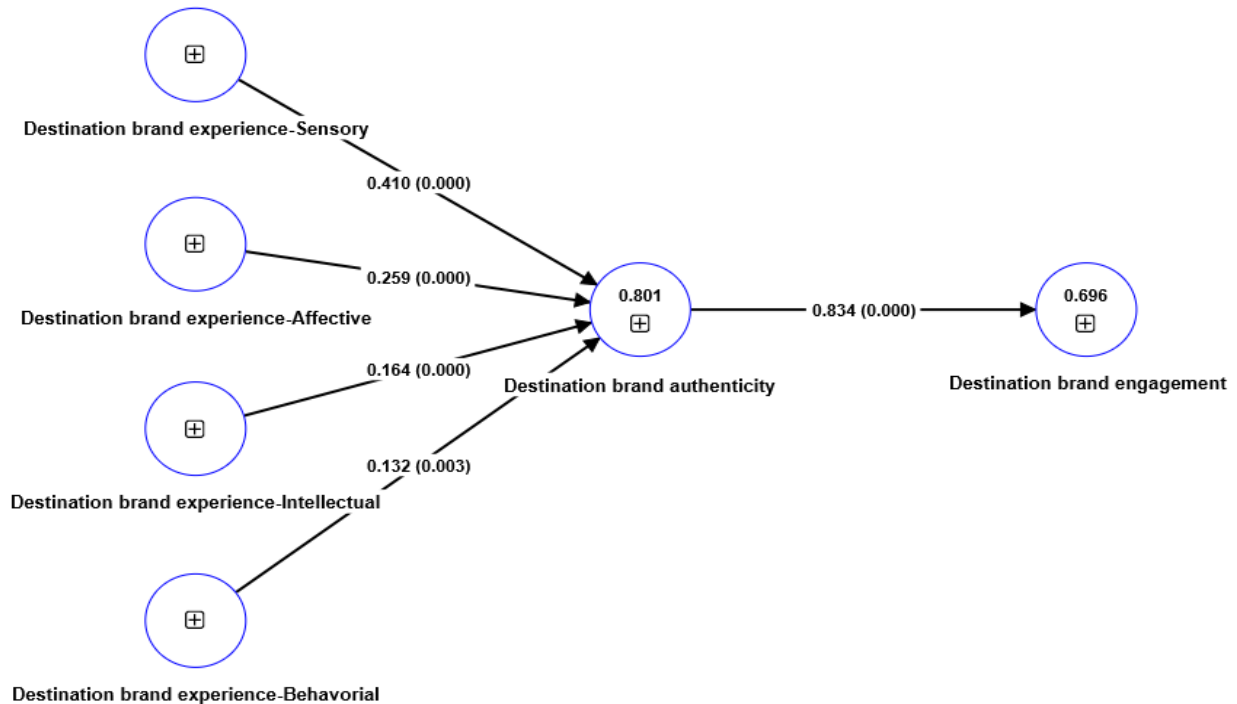 Destination brand experience-Sensory
0.410 (0.000)
Destination brand experience-Affective
0.259 (0.000)
Destination brand experience-Intellectual
0.164 (0.000)
Destination brand experience-Behavorial
0.132 (0.003)
0.801
Destination brand authenticity
0.834 (0.000)
0.696
Destination brand engagement